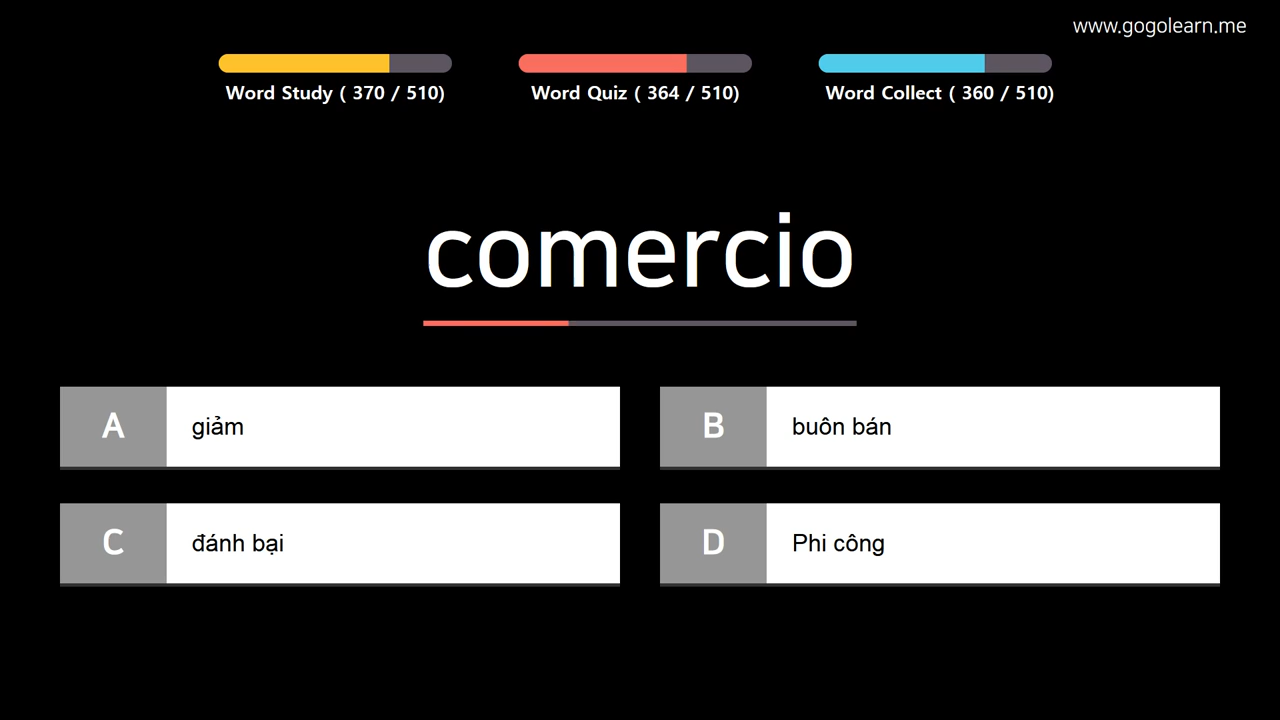 www.gogolearn.me
Word Study ( 370 / 510)
Word Quiz ( 364 / 510)
Word Collect ( 360 / 510)
comercio
A
giảm
B
buôn bán
C
đánh bại
D
Phi công